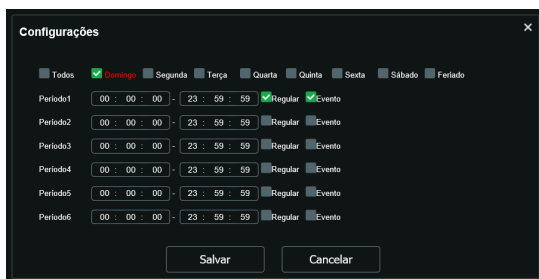 Configurações ×
Todos Domingo Segunda Terça Quarta Quinta Sexta Sábado Feriado
Período1 00 : 00 : 00 - 23 : 59 : 59 Regular Evento
Período2 00 : 00 : 00 - 23 : 59 : 59 Regular Evento
Período3 00 : 00 : 00 - 23 : 59 : 59 Regular Evento
Período4 00 : 00 : 00 - 23 : 59 : 59 Regular Evento
Período5 00 : 00 : 00 - 23 : 59 : 59 Regular Evento
Período6 00 : 00 : 00 - 23 : 59 : 59 Regular Evento
Salvar Cancelar